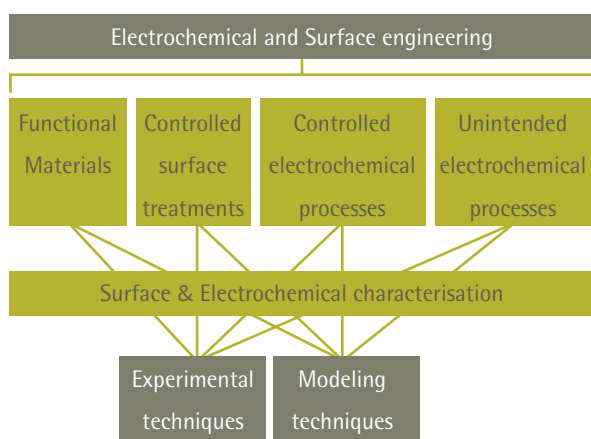 Electrochemical and Surface engineering
Functional
Materials
Controlled
surface
treatments
Controlled
electrochemical
processes
Unintended
electrochemical
processes
Surface & Electrochemical characterisation
Experimental
techniques
Modeling
techniques